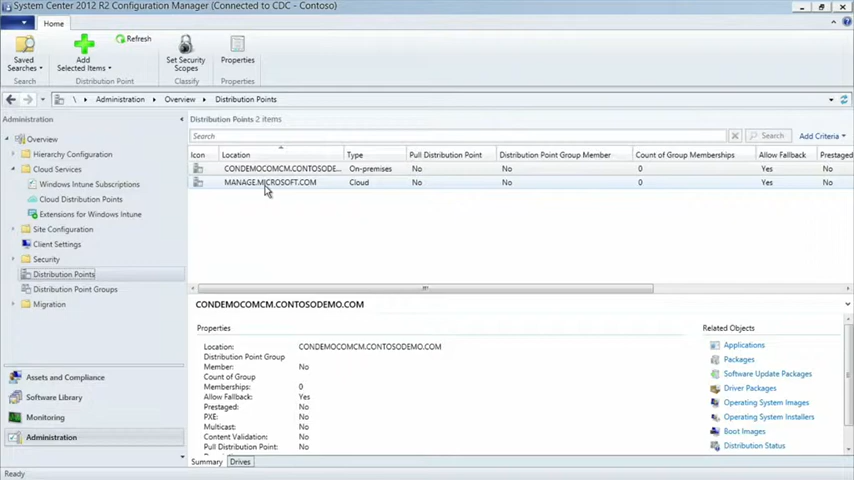 System Center 2012 R2 Configuration Manager (Connected to CDC - Contoso)
Home
Saved Searches
Add Selected Items
Refresh
Set Security Scopes
Properties
Search
Distribution Point
Classify
Properties
\ Administration Overview Distribution Points
Administration
Overview
Hierarchy Configuration
Cloud Services
Windows Intune Subscriptions
Cloud Distribution Points
Extensions for Windows Intune
Site Configuration
Client Settings
Security
Distribution Points
Distribution Point Groups
Migration
Assets and Compliance
Software Library
Monitoring
Administration
Distribution Points 2 items
Search
Search
Add Criteria
Icon Location Type Pull Distribution Point Distribution Point Group Member Count of Group Memberships Allow Fallback Prestaged
CONDEMOCOMCM.CONTOSODE... On-premises No No 0 Yes No
MANAGE.MICROSOFT.COM Cloud No No 0 Yes No
CONDEMOCOMCM.CONTOSODEMO.COM
Properties
Location: CONDEMOCOMCM.CONTOSODEMO.COM
Distribution Point Group
Member: No
Count of Group
Memberships: 0
Allow Fallback: Yes
Prestaged: No
PXE: No
Multicast: No
Content Validation: No
Pull Distribution Point: No
Related Objects
Applications
Packages
Software Update Packages
Driver Packages
Operating System Images
Operating System Installers
Boot Images
Distribution Status
Summary Drives
Ready